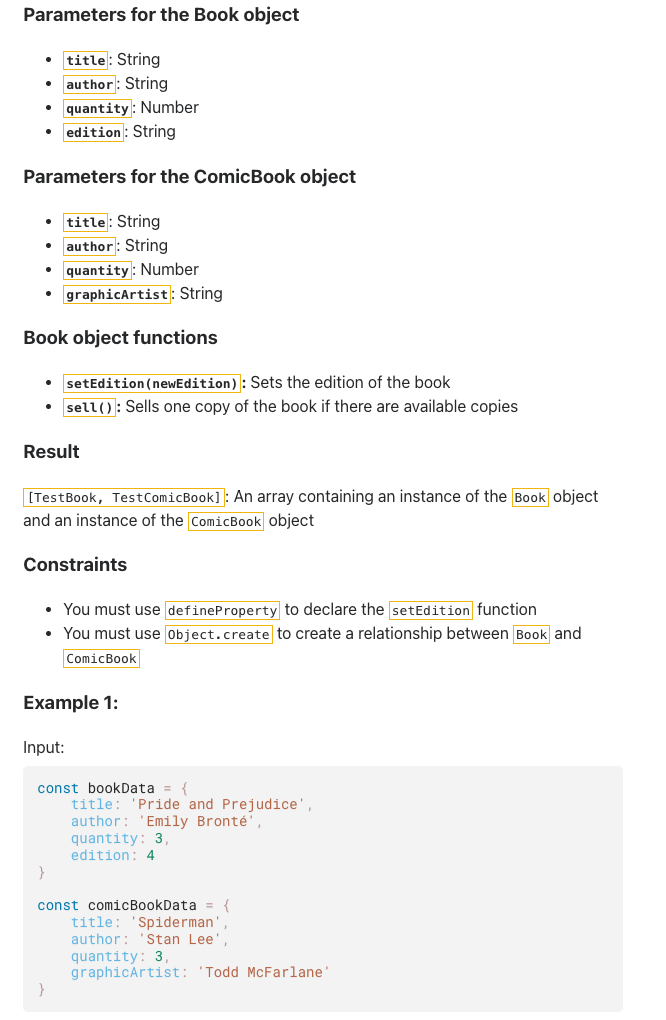 Parameters for the Book object
• title: String
• author: String
• quantity: Number
• edition: String
Parameters for the ComicBook object
• title: String
• author: String
• quantity: Number
• graphicArtist: String
Book object functions
• setEdition(newEdition): Sets the edition of the book
• sell(): Sells one copy of the book if there are available copies
Result
[TestBook, TestComicBook]: An array containing an instance of the Book object
and an instance of the ComicBook object
Constraints
• You must use defineProperty to declare the setEdition function
• You must use Object.create to create a relationship between Book and
ComicBook
Example 1:
Input:
const bookData = {
    title: 'Pride and Prejudice',
    author: 'Emily Bronté',
    quantity: 3,
    edition: 4
}
const comicBookData = {
    title: 'Spiderman',
    author: 'Stan Lee',
    quantity: 3,
    graphicArtist: 'Todd McFarlane'
}